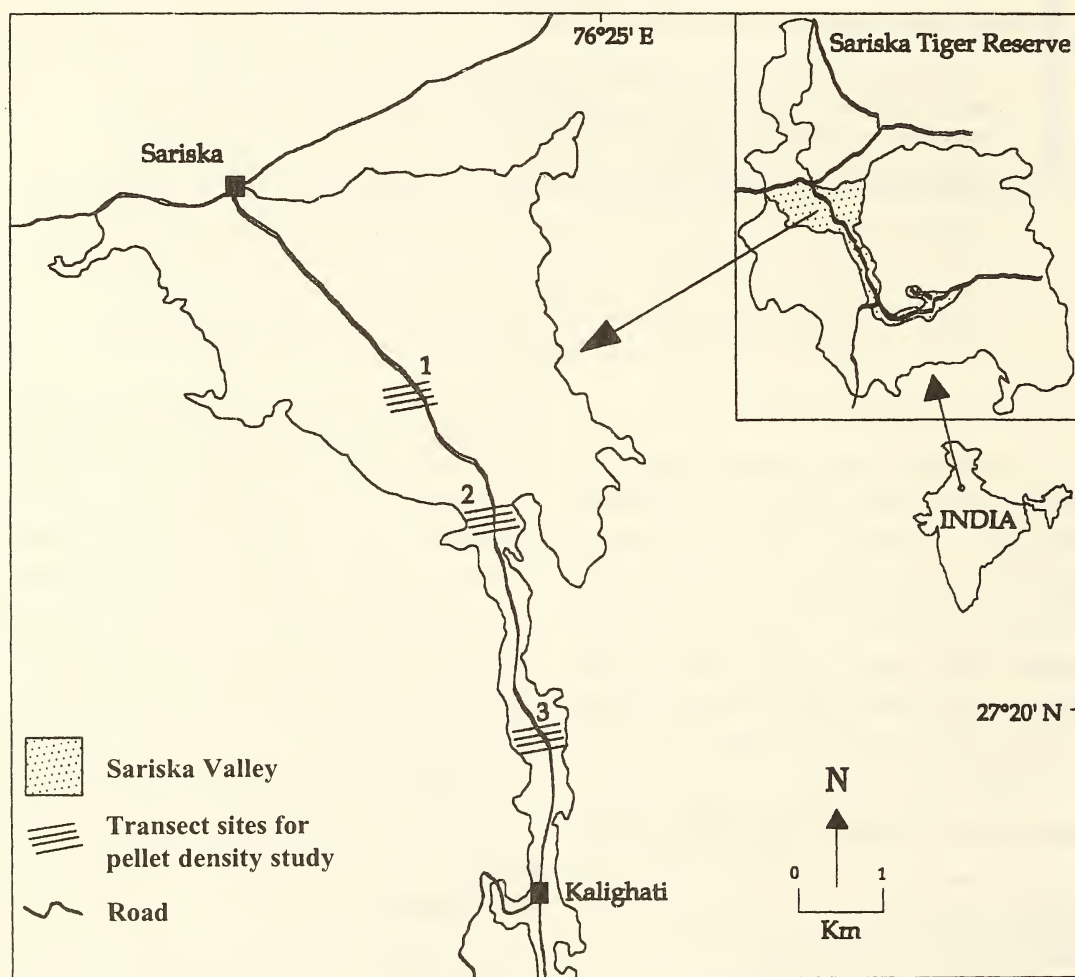 76°25' E
Sariska Tiger Reserve
Sariska
1
2
INDIA
3
27°20' N
Sariska Valley
N
Transect sites for
pellet density study
0 1
Kalighati
Road
Km